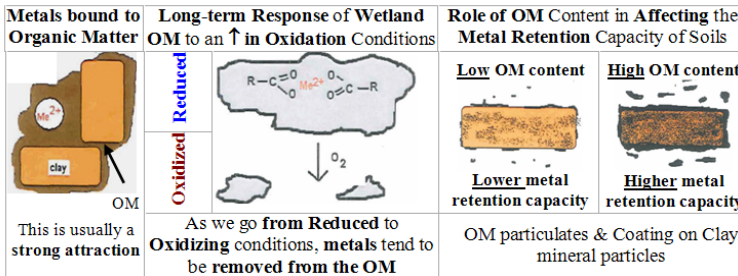 Metals bound to
Organic Matter
Me2+
clay
OM
This is usually a
strong attraction
Long-term Response of Wetland
OM to an ↑ in Oxidation Conditions
Reduced
Oxidized
R–C=O
O
Me2+
O
O=C–R
O2
As we go from Reduced to
Oxidizing conditions, metals tend to
be removed from the OM
Role of OM Content in Affecting the
Metal Retention Capacity of Soils
Low OM content
Lower metal
retention capacity
High OM content
Higher metal
retention capacity
OM particulates & Coating on Clay
mineral particles